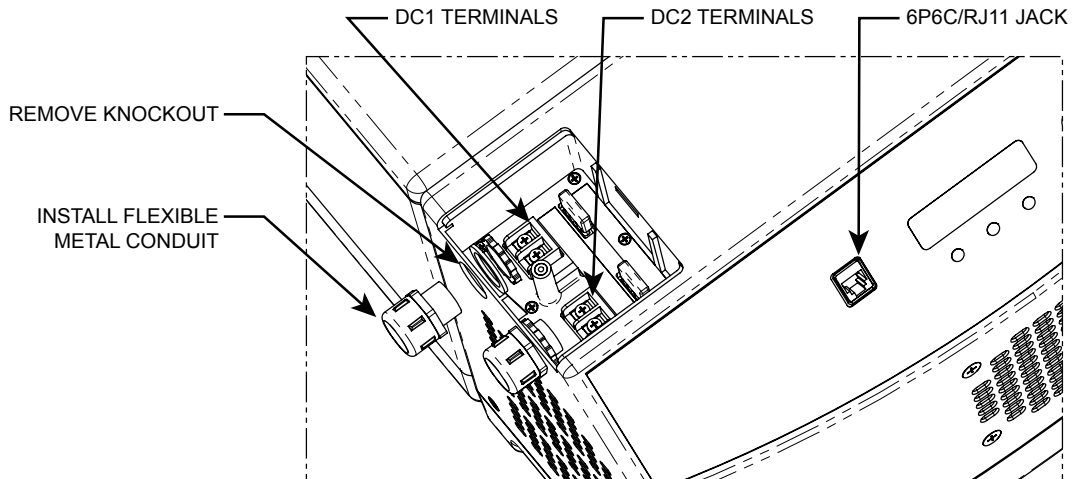 DC1 TERMINALS
DC2 TERMINALS
6P6C/RJ11 JACK
REMOVE KNOCKOUT
INSTALL FLEXIBLE
METAL CONDUIT